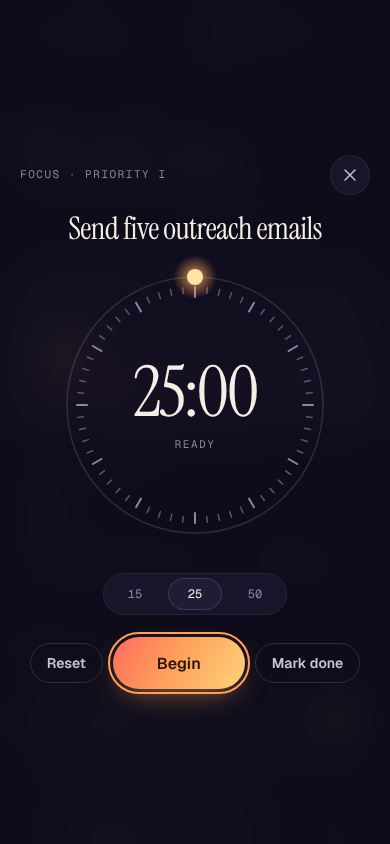 FOCUS · PRIORITY I
Send five outreach emails
25:00
READY
15 25 50
Reset Begin Mark done